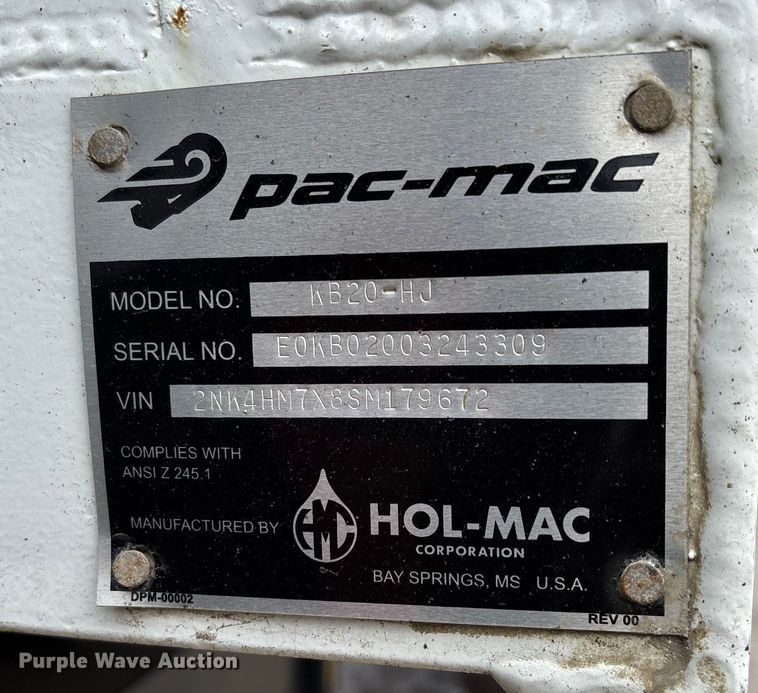 pac-mac
MODEL NO. KB20-HJ
SERIAL NO. E0KB02003243309
VIN 2NK4HM7X8SM179672
COMPLIES WITH
ANSI Z 245.1
MANUFACTURED BY HMC HOL-MAC
CORPORATION
BAY SPRINGS, MS U.S.A.
DPM-00002
REV 00
Purple Wave Auction